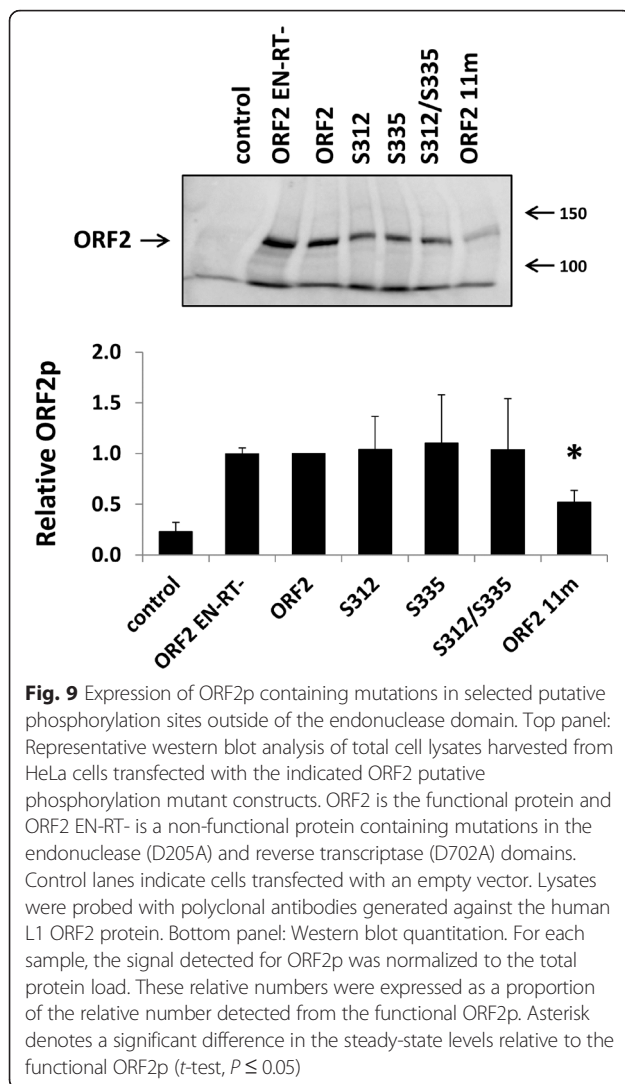 control
ORF2 EN-RT-
ORF2
S312
S335
S312/S335
ORF2 11m
ORF2 →
← 150
← 100
Relative ORF2p
2.0
1.5
1.0
0.5
0.0
*
control
ORF2 EN-RT-
ORF2
S312
S335
S312/S335
ORF2 11m
Fig. 9 Expression of ORF2p containing mutations in selected putative
phosphorylation sites outside of the endonuclease domain. Top panel:
Representative western blot analysis of total cell lysates harvested from
HeLa cells transfected with the indicated ORF2 putative
phosphorylation mutant constructs. ORF2 is the functional protein and
ORF2 EN-RT- is a non-functional protein containing mutations in the
endonuclease (D205A) and reverse transcriptase (D702A) domains.
Control lanes indicate cells transfected with an empty vector. Lysates
were probed with polyclonal antibodies generated against the human
L1 ORF2 protein. Bottom panel: Western blot quantitation. For each
sample, the signal detected for ORF2p was normalized to the total
protein load. These relative numbers were expressed as a proportion
of the relative number detected from the functional ORF2p. Asterisk
denotes a significant difference in the steady-state levels relative to the
functional ORF2p (t-test, P ≤ 0.05)